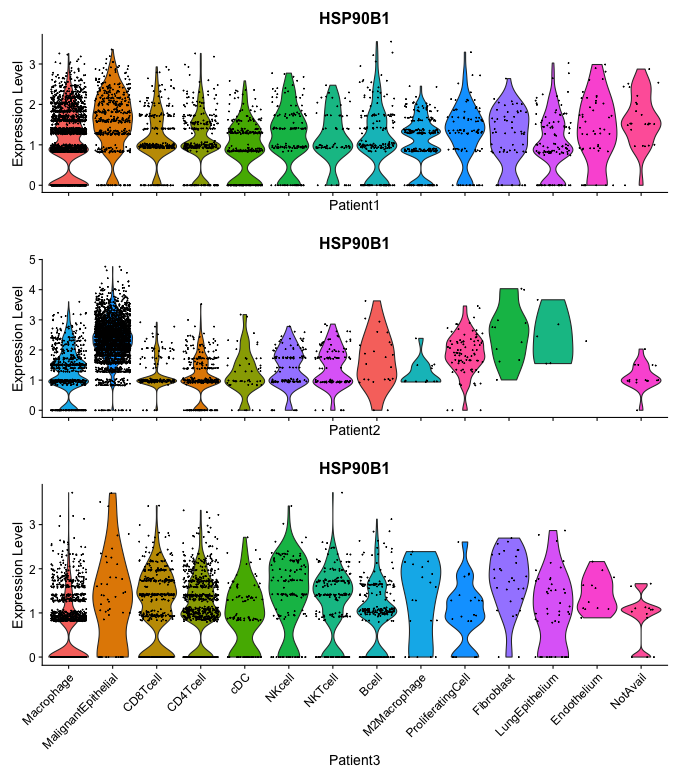 HSP90B1
Expression Level
3
2
1
0
Patient1
HSP90B1
Expression Level
5
4
3
2
1
0
Patient2
HSP90B1
Expression Level
3
2
1
0
Macrophage
MalignantEpithelial
CD8Tcell
CD4Tcell
cDC
NKcell
NKTcell
Bcell
M2Macrophage
ProliferatingCell
Fibroblast
LungEpithelium
Endothelium
NotAvail
Patient3